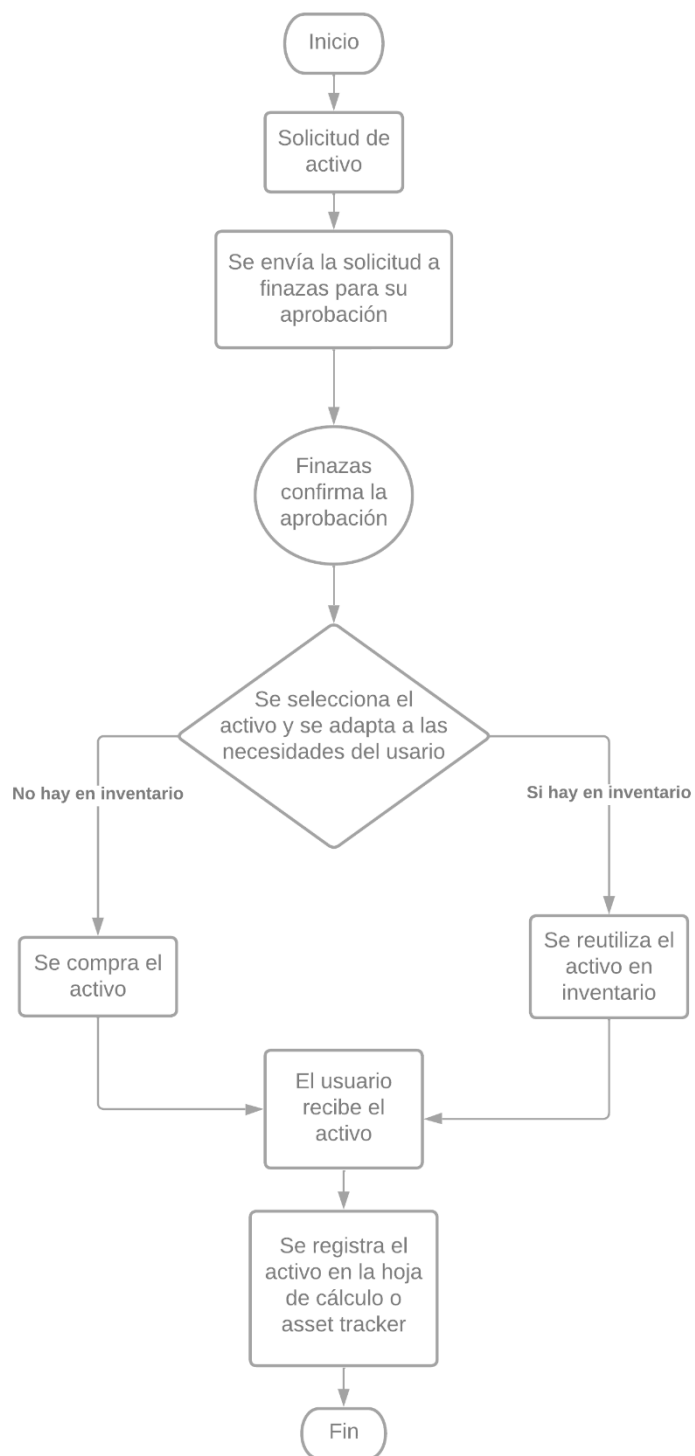 Inicio
Solicitud de
activo
Se envía la solicitud a
finazas para su
aprobación
Finazas
confirma la
aprobación
Se selecciona el
activo y se adapta a las
necesidades del usario
No hay en inventario
Si hay en inventario
Se compra el
activo
Se reutiliza el
activo en
inventario
El usuario
recibe el
activo
Se registra el
activo en la hoja
de cálculo o
asset tracker
Fin